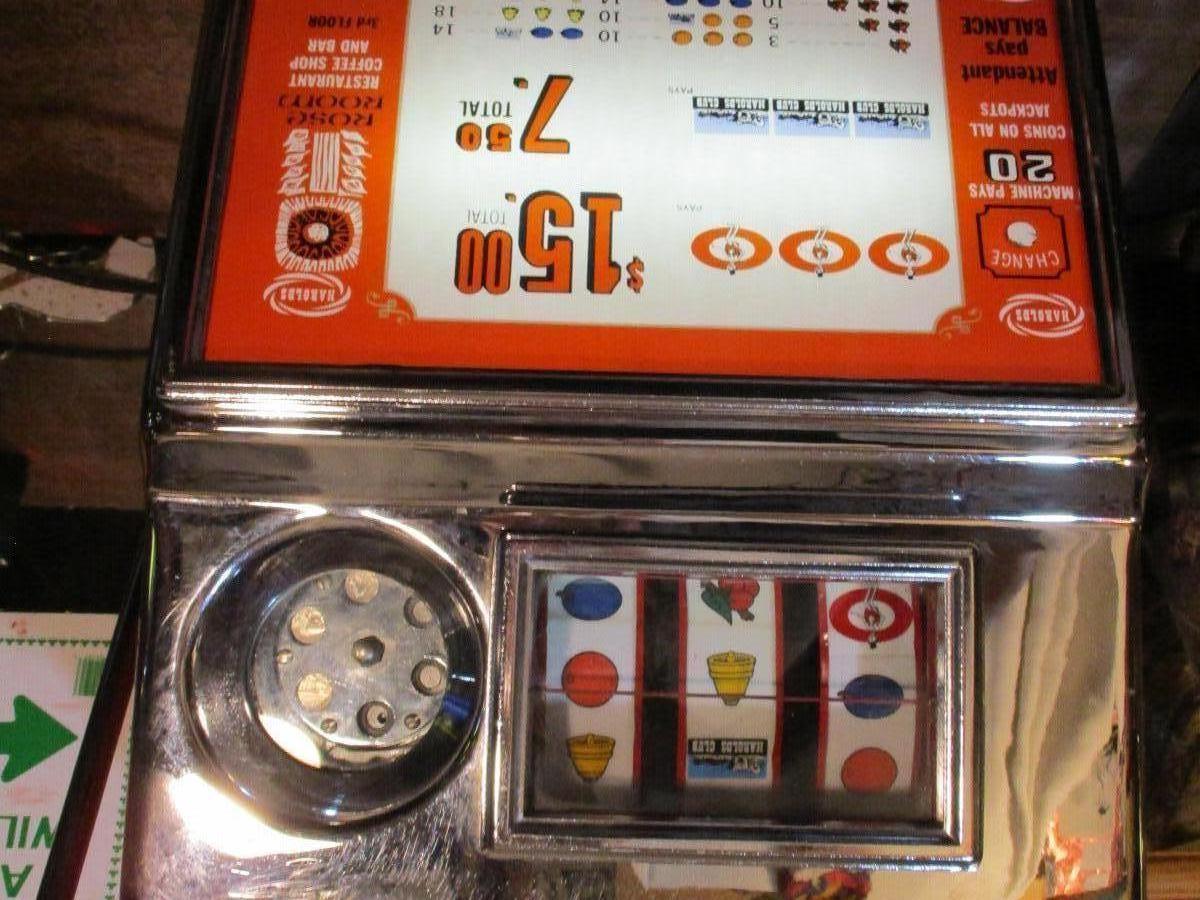 HAROLDS CLUB
HAROLDS
CHANGE
MACHINE PAYS
20
COINS ON ALL
JACKPOTS
Attendant
pays
BALANCE
PAYS $15.00 TOTAL
HAROLDS CLUB HAROLDS CLUB HAROLDS CLUB PAYS 7.50 TOTAL
3 10 14
5 10 18
10
HAROLDS
ROSE
ROOM
RESTAURANT
COFFEE SHOP
AND BAR
3rd FLOOR